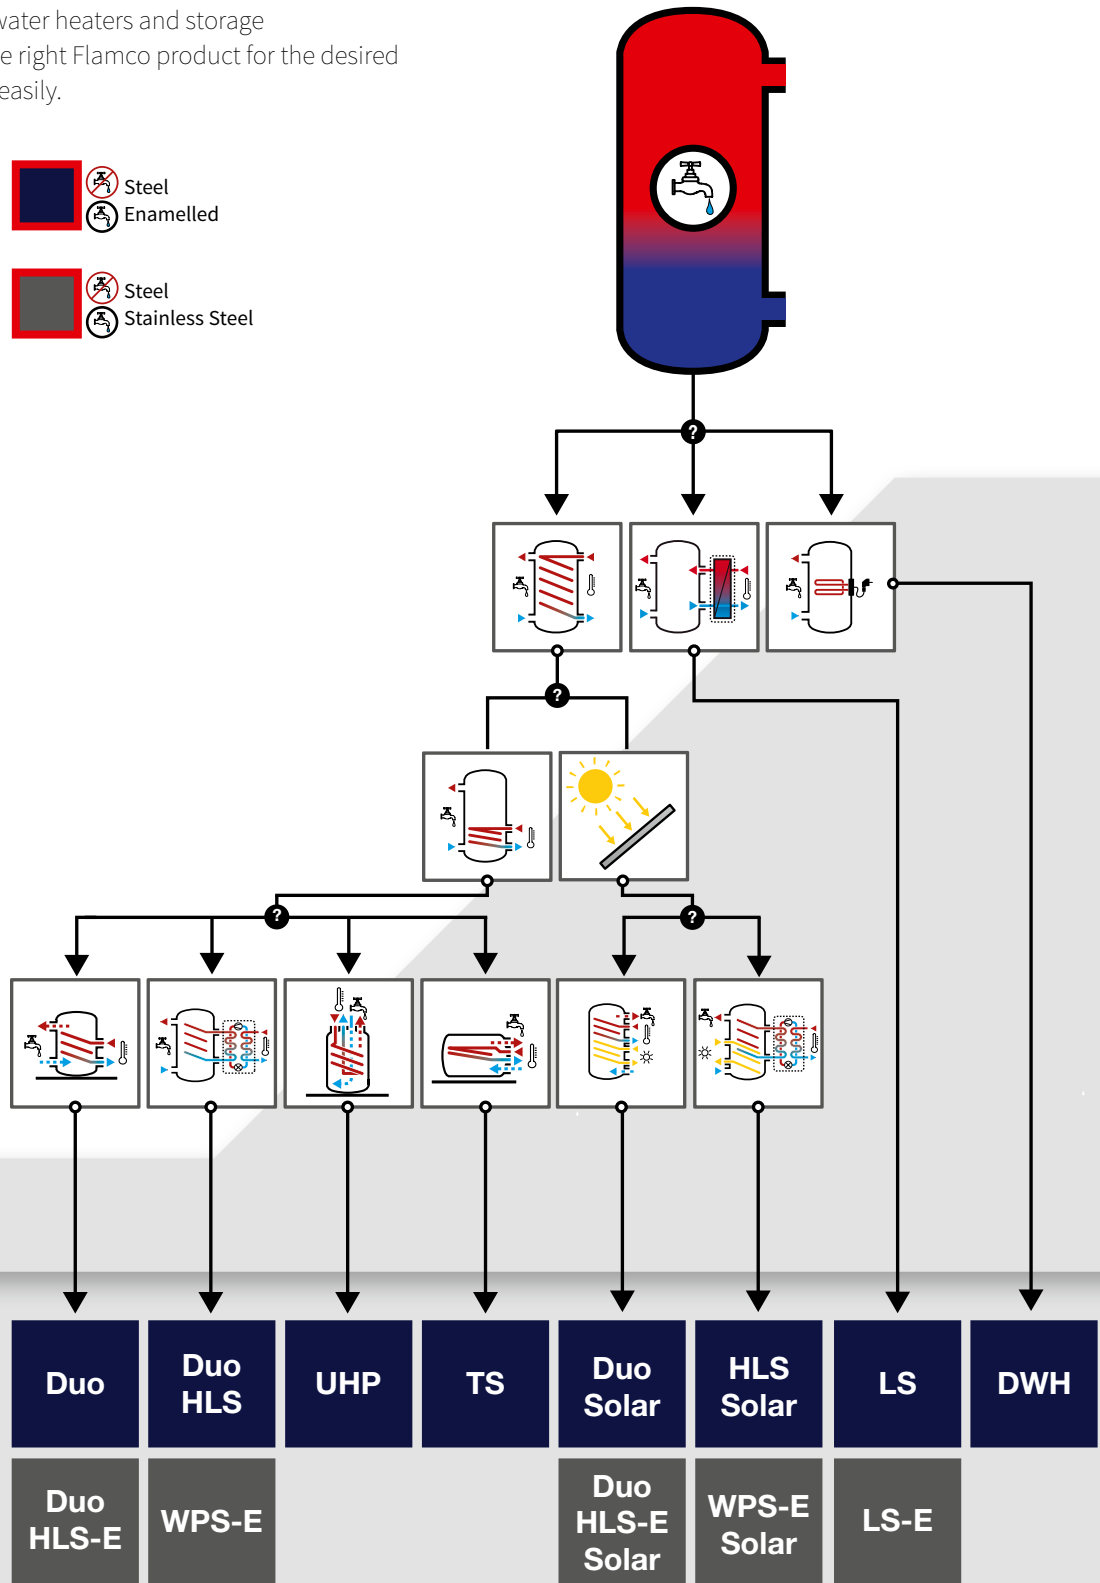 water heaters and storage
e right Flamco product for the desired
easily.
Steel
Enamelled
Steel
Stainless Steel
?
?
?
?
Duo
Duo
HLS
UHP
TS
Duo
Solar
HLS
Solar
LS
DWH
Duo
HLS-E
WPS-E
Duo
HLS-E
Solar
WPS-E
Solar
LS-E